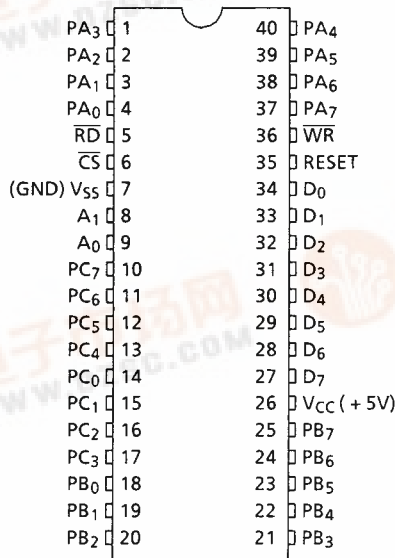 PA3 1 40 PA4
PA2 2 39 PA5
PA1 3 38 PA6
PA0 4 37 PA7
RD 5 36 WR
CS 6 35 RESET
(GND) VSS 7 34 D0
A1 8 33 D1
A0 9 32 D2
PC7 10 31 D3
PC6 11 30 D4
PC5 12 29 D5
PC4 13 28 D6
PC0 14 27 D7
PC1 15 26 VCC ( + 5V)
PC2 16 25 PB7
PC3 17 24 PB6
PB0 18 23 PB5
PB1 19 22 PB4
PB2 20 21 PB3